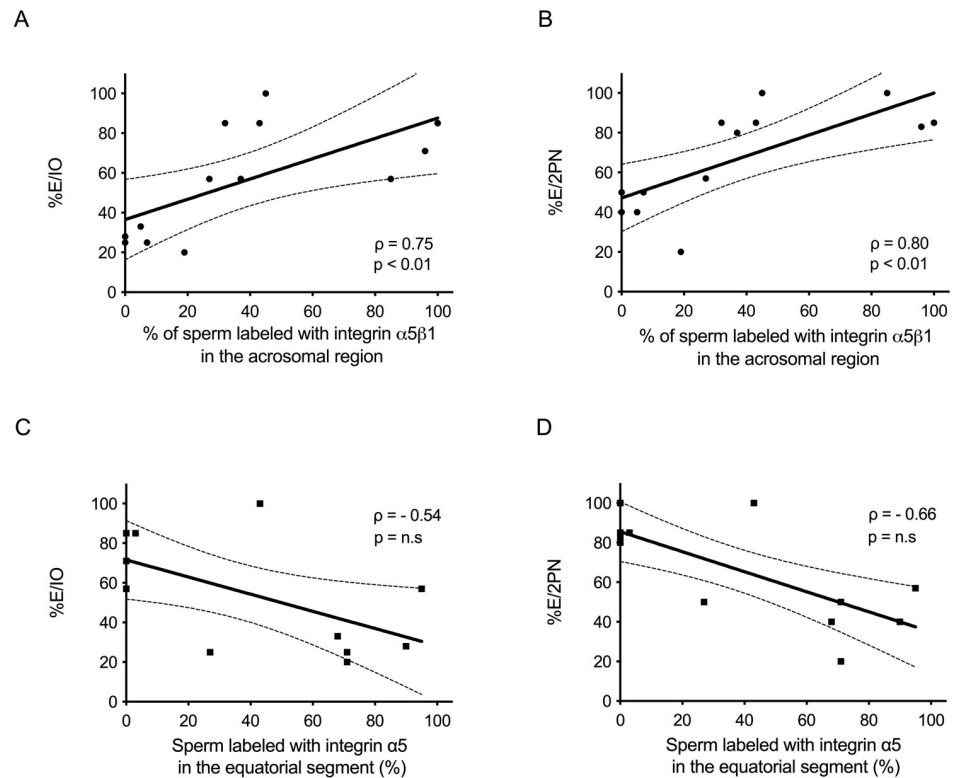 A
%E/IO
100
80
60
40
20
0
0 20 40 60 80 100
ρ = 0.75
p < 0.01
% of sperm labeled with integrin α5β1
in the acrosomal region
B
%E/2PN
100
80
60
40
20
0
0 20 40 60 80 100
ρ = 0.80
p < 0.01
% of sperm labeled with integrin α5β1
in the acrosomal region
C
%E/IO
100
80
60
40
20
0
0 20 40 60 80 100
ρ = - 0.54
p = n.s
Sperm labeled with integrin α5
in the equatorial segment (%)
D
%E/2PN
100
80
60
40
20
0
0 20 40 60 80 100
ρ = - 0.66
p = n.s
Sperm labeled with integrin α5
in the equatorial segment (%)